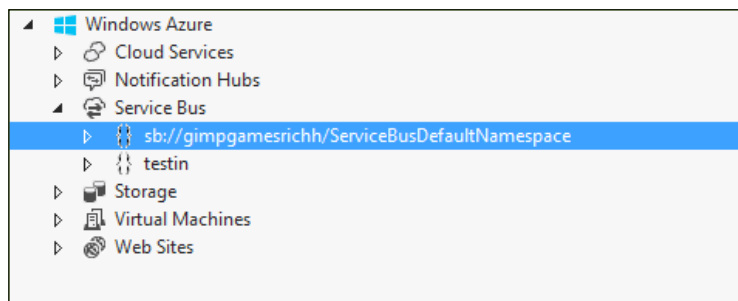 Windows Azure
Cloud Services
Notification Hubs
Service Bus
sb://gimpgamesrichh/ServiceBusDefaultNamespace
testin
Storage
Virtual Machines
Web Sites